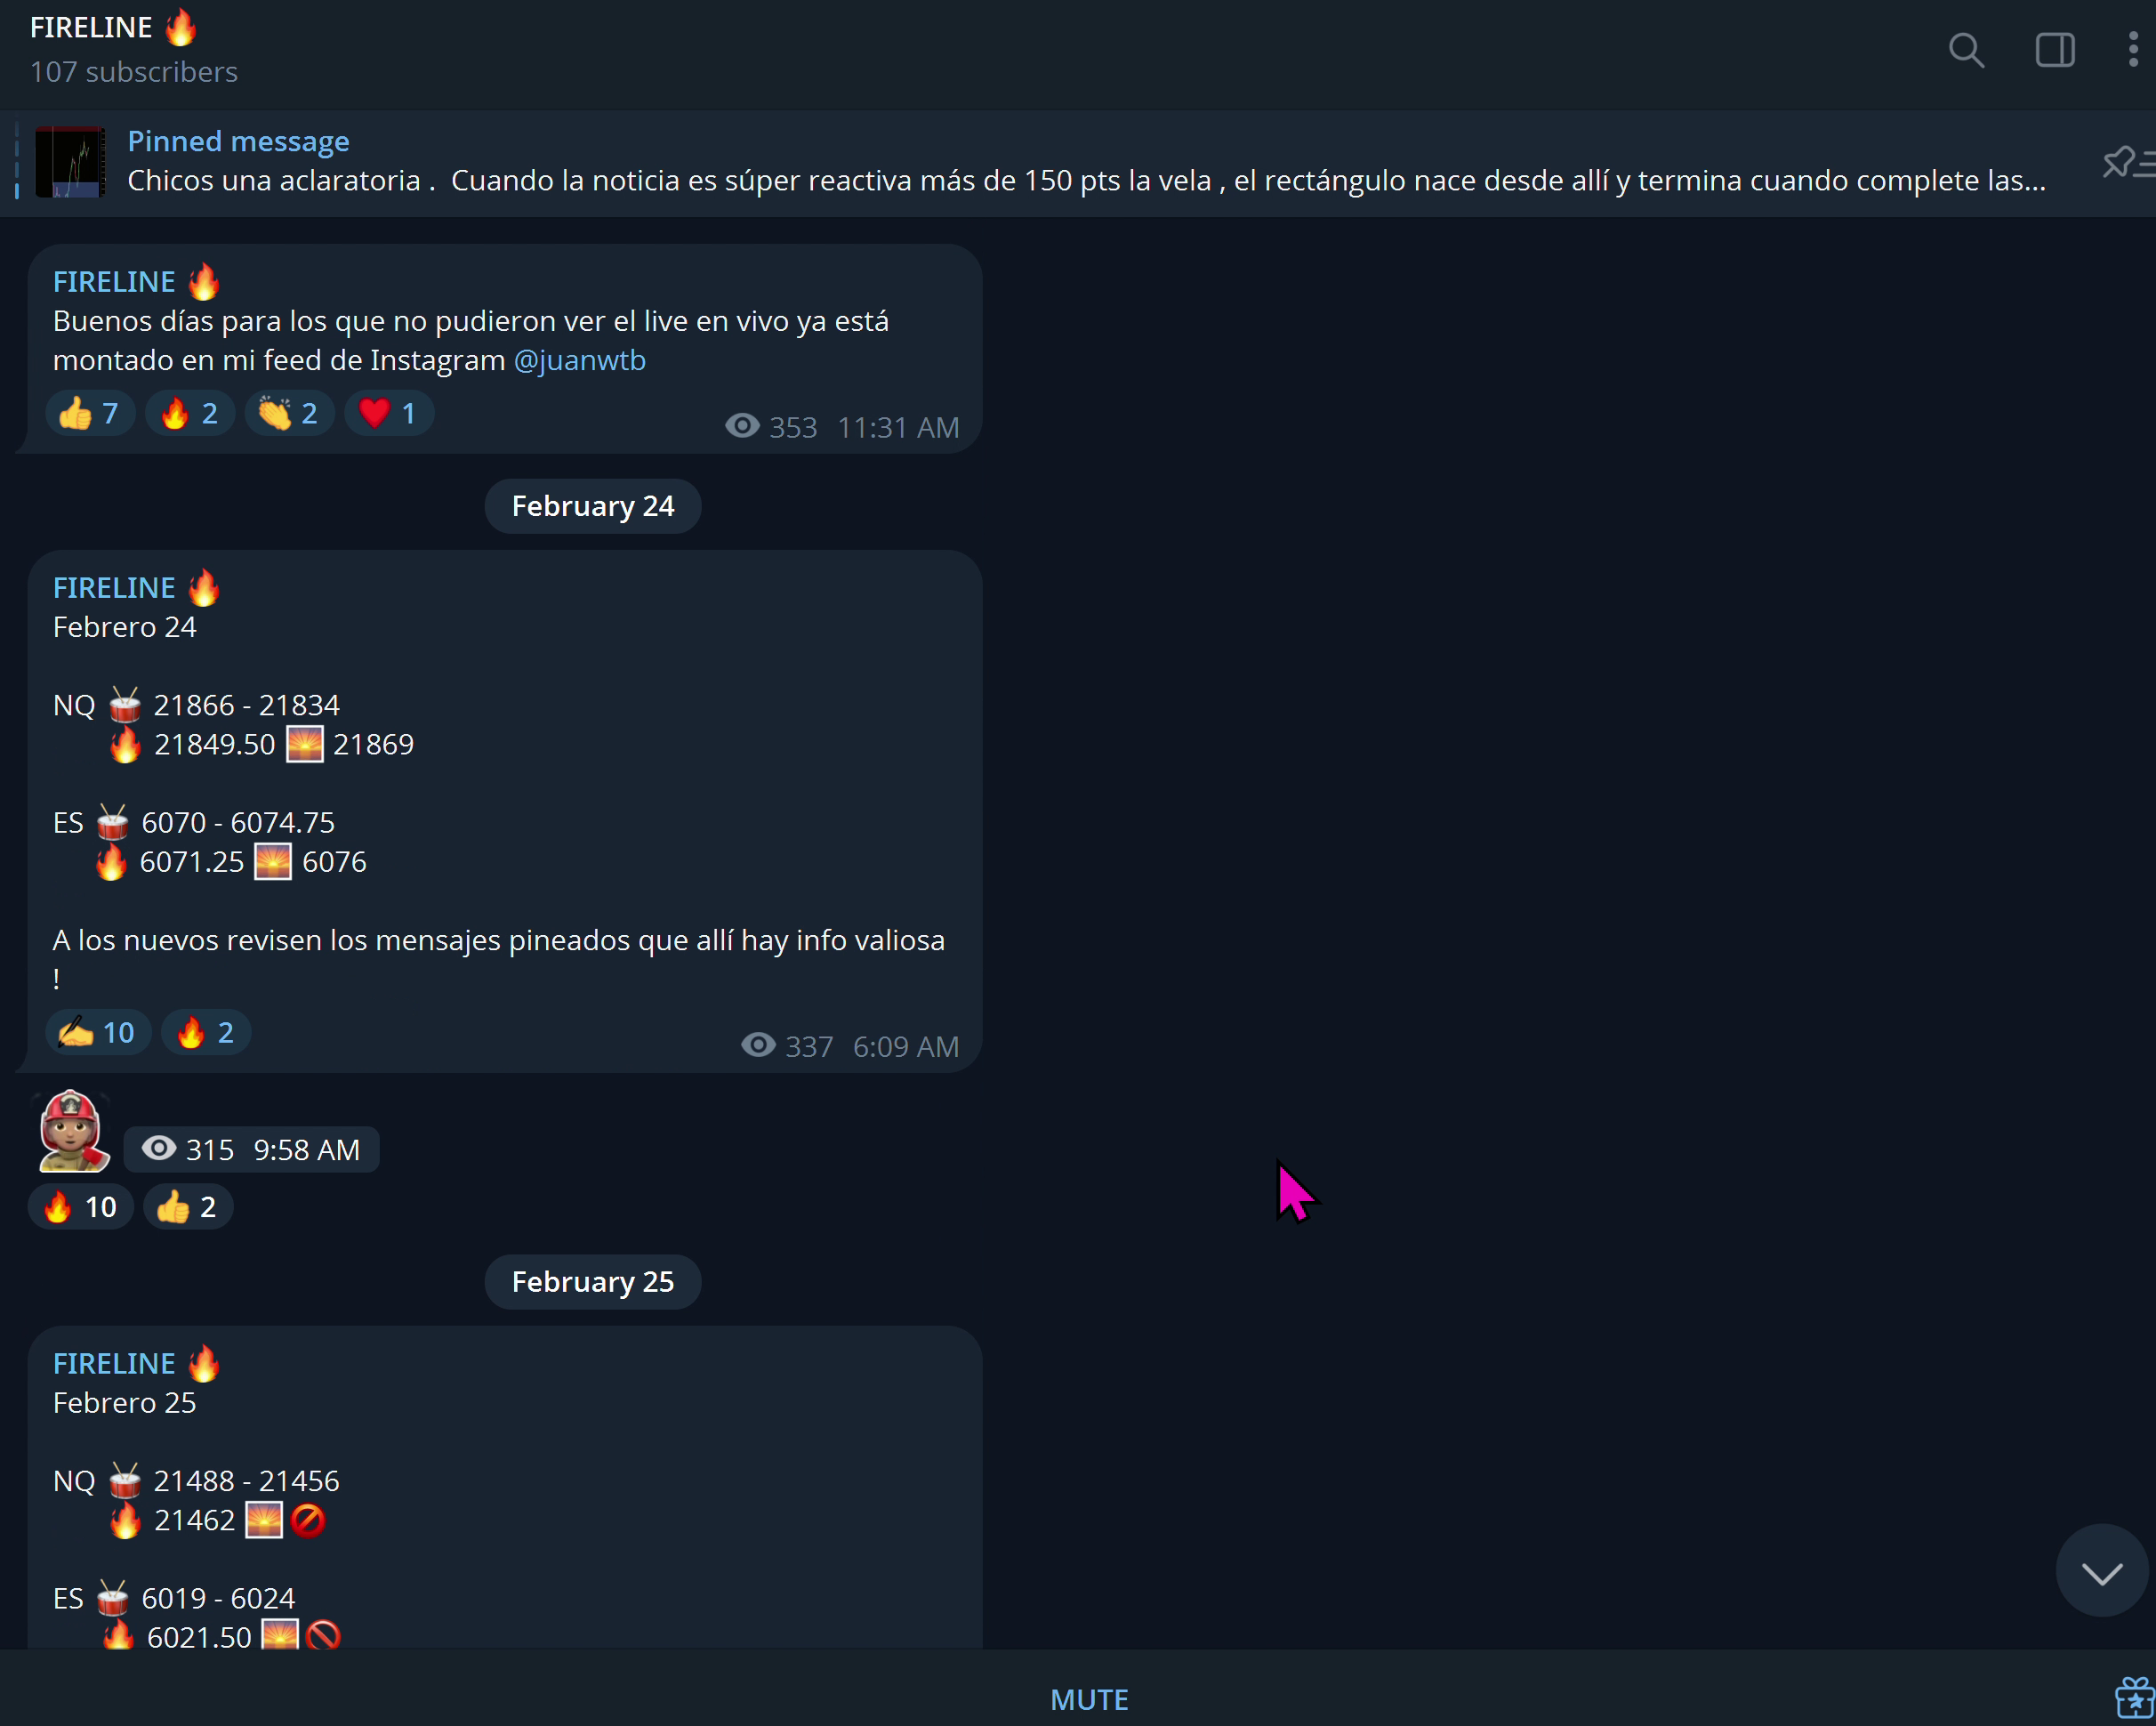 FIRELINE 🔥
107 subscribers
Pinned message
Chicos una aclaratoria .  Cuando la noticia es súper reactiva más de 150 pts la vela , el rectángulo nace desde allí y termina cuando complete las...
FIRELINE 🔥
Buenos días para los que no pudieron ver el live en vivo ya está
montado en mi feed de Instagram @juanwtb
👍 7 🔥 2 👏 2 ❤️ 1
353 11:31 AM
February 24
FIRELINE 🔥
Febrero 24
NQ 🥁 21866 - 21834
🔥 21849.50 🌅 21869
ES 🥁 6070 - 6074.75
🔥 6071.25 🌅 6076
A los nuevos revisen los mensajes pineados que allí hay info valiosa
!
✍️ 10 🔥 2
337 6:09 AM
315 9:58 AM
🔥 10 👍 2
February 25
FIRELINE 🔥
Febrero 25
NQ 🥁 21488 - 21456
🔥 21462 🌅🚫
ES 🥁 6019 - 6024
🔥 6021.50 🌅🚫
MUTE